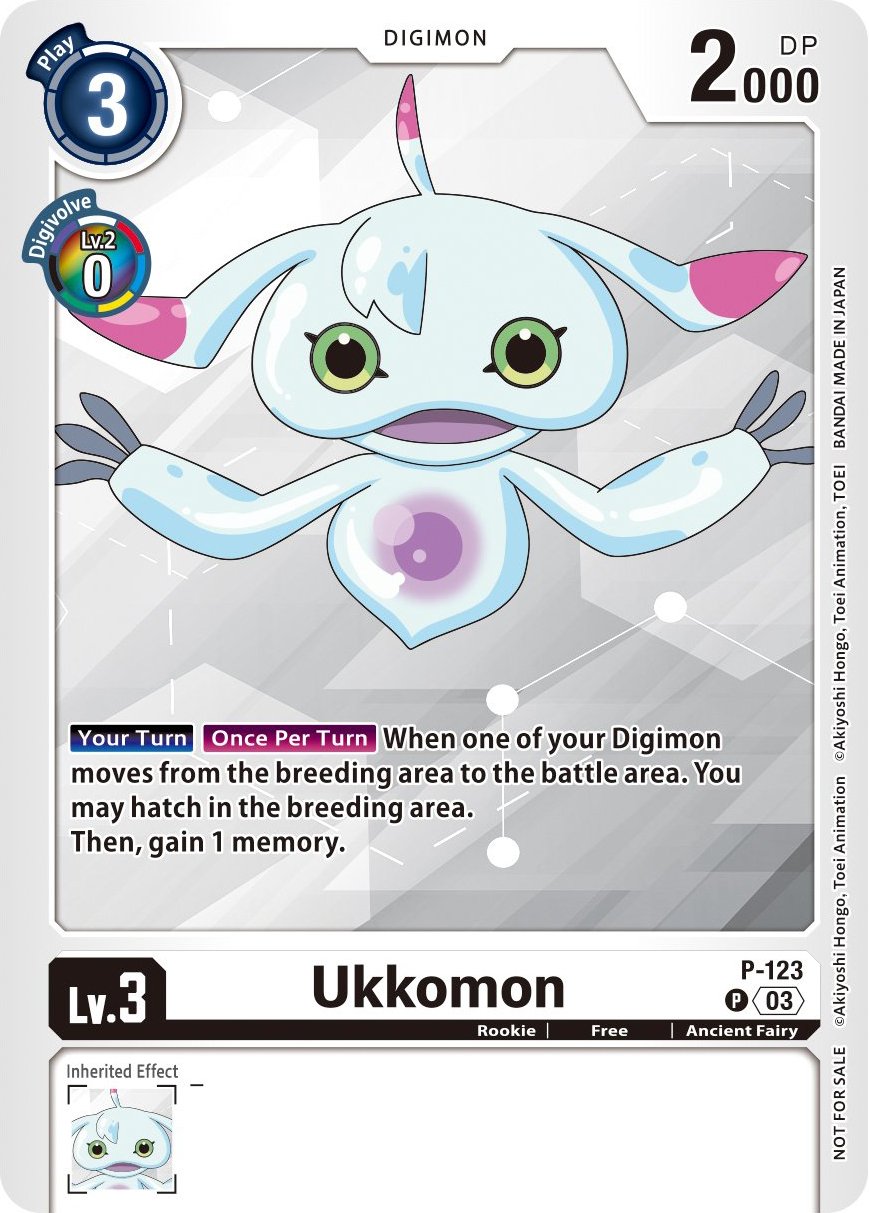 DIGIMON
Play
3
DP
2000
Digivolve
Lv.2
0
Your Turn Once Per Turn When one of your Digimon
moves from the breeding area to the battle area. You
may hatch in the breeding area.
Then, gain 1 memory.
Lv.3
Ukkomon
P-123
P 03
Rookie | Free | Ancient Fairy
Inherited Effect
–
NOT FOR SALE ©Akiyoshi Hongo, Toei Animation ©Akiyoshi Hongo, Toei Animation, TOEI BANDAI MADE IN JAPAN